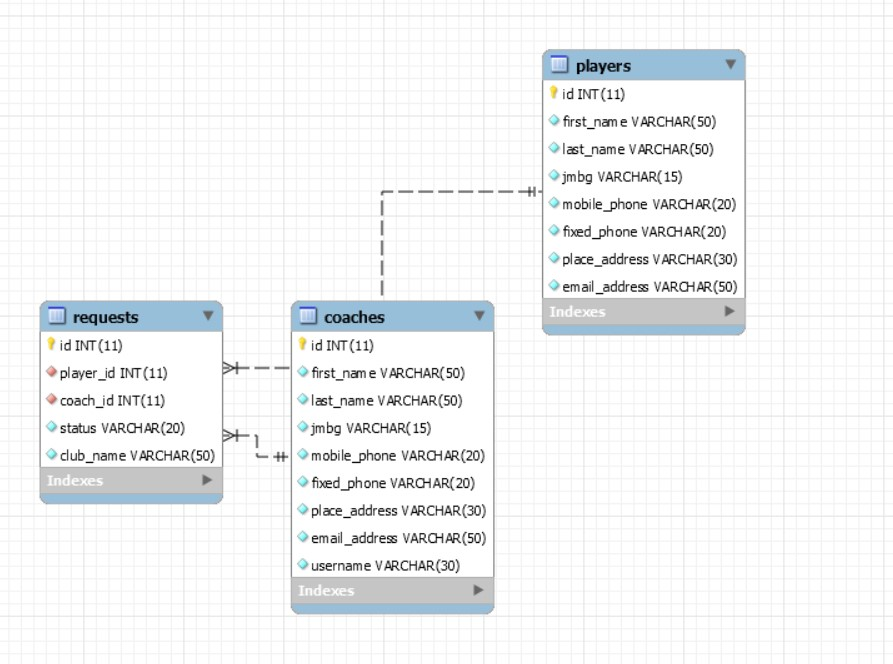 players
id INT(11)
first_name VARCHAR(50)
last_name VARCHAR(50)
jmbg VARCHAR(15)
mobile_phone VARCHAR(20)
fixed_phone VARCHAR(20)
place_address VARCHAR(30)
email_address VARCHAR(50)
Indexes
requests
id INT(11)
player_id INT(11)
coach_id INT(11)
status VARCHAR(20)
club_name VARCHAR(50)
Indexes
coaches
id INT(11)
first_name VARCHAR(50)
last_name VARCHAR(50)
jmbg VARCHAR(15)
mobile_phone VARCHAR(20)
fixed_phone VARCHAR(20)
place_address VARCHAR(30)
email_address VARCHAR(50)
username VARCHAR(30)
Indexes